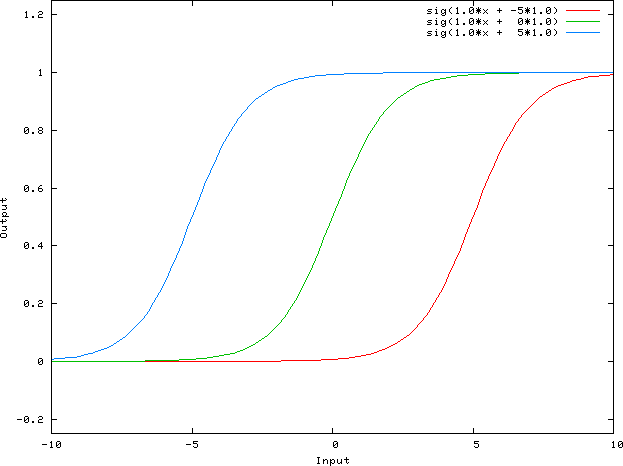 sig(1.0*x + -5*1.0)
sig(1.0*x +  0*1.0)
sig(1.0*x +  5*1.0)
1.2
1
0.8
0.6
0.4
0.2
0
-0.2
Output
-10
-5
0
5
10
Input